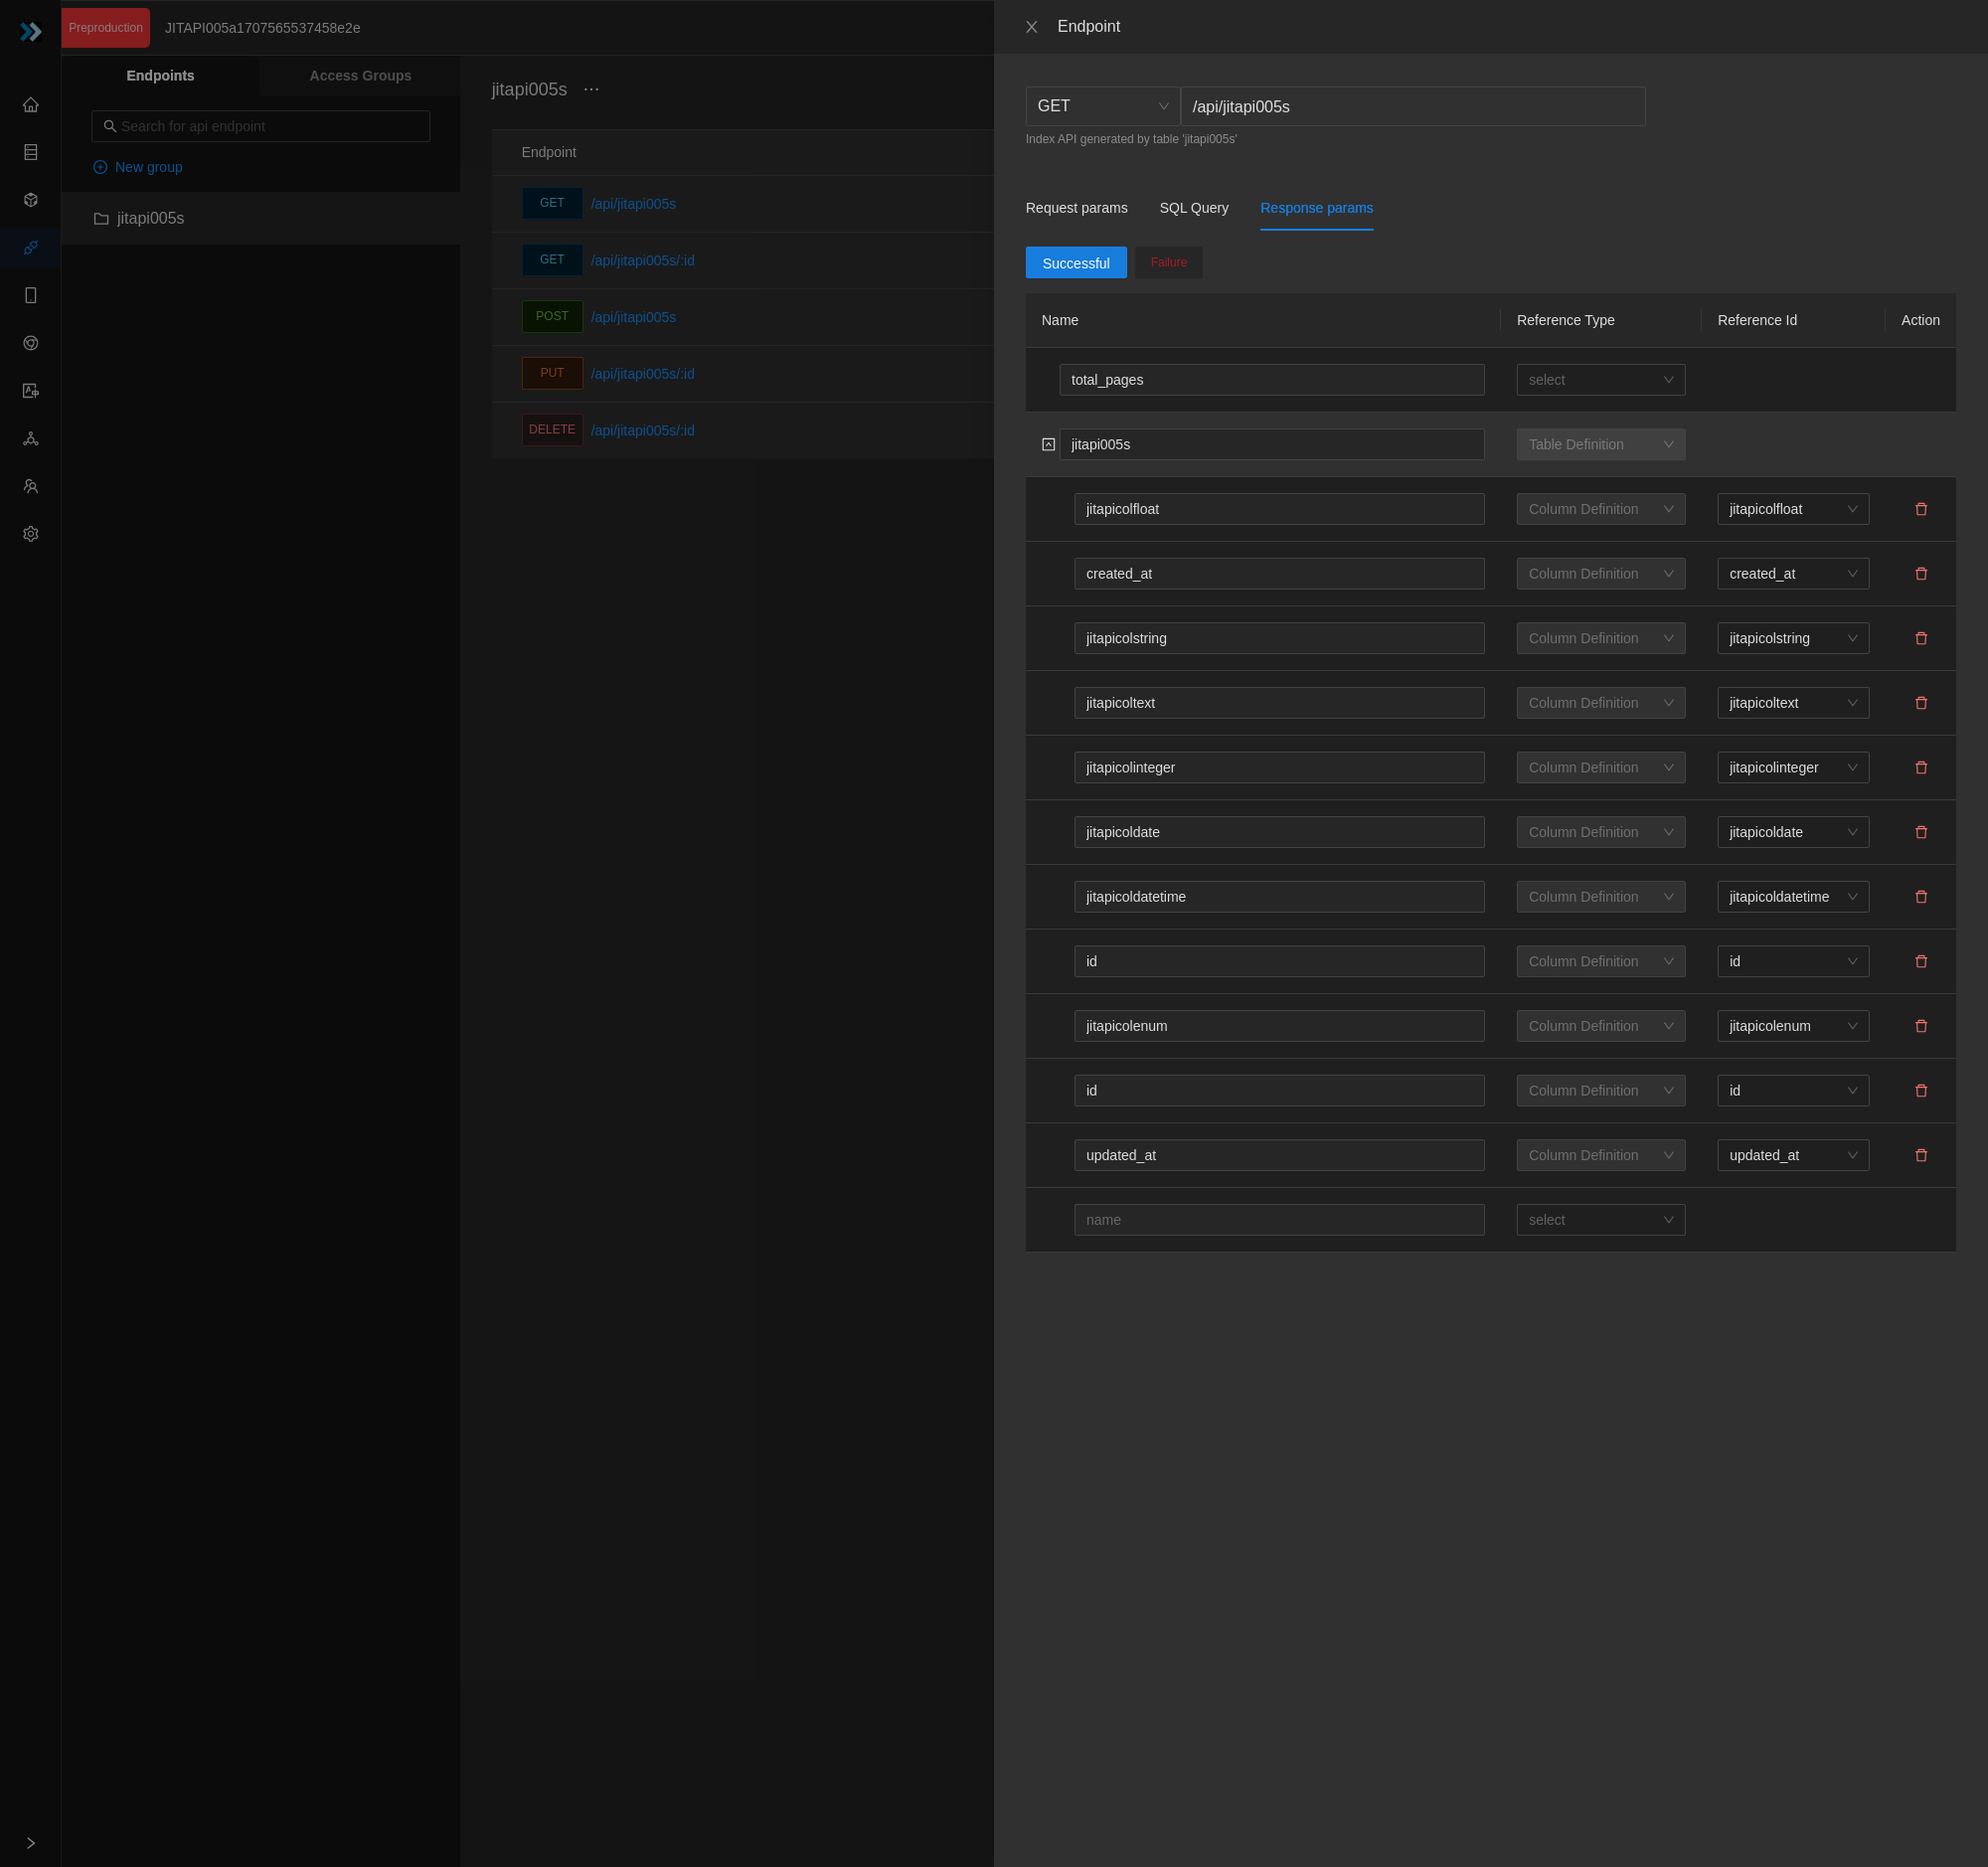 Preproduction
JITAPI005a1707565537458e2e
Endpoints
Access Groups
Search for api endpoint
New group
jitapi005s
jitapi005s
Endpoint
GET /api/jitapi005s
GET /api/jitapi005s/:id
POST /api/jitapi005s
PUT /api/jitapi005s/:id
DELETE /api/jitapi005s/:id
Endpoint
GET /api/jitapi005s
Index API generated by table 'jitapi005s'
Request params SQL Query Response params
Successful Failure
Name Reference Type Reference Id Action
total_pages select
jitapi005s Table Definition
jitapicolfloat Column Definition jitapicolfloat
created_at Column Definition created_at
jitapicolstring Column Definition jitapicolstring
jitapicoltext Column Definition jitapicoltext
jitapicolinteger Column Definition jitapicolinteger
jitapicoldate Column Definition jitapicoldate
jitapicoldatetime Column Definition jitapicoldatetime
id Column Definition id
jitapicolenum Column Definition jitapicolenum
id Column Definition id
updated_at Column Definition updated_at
name select